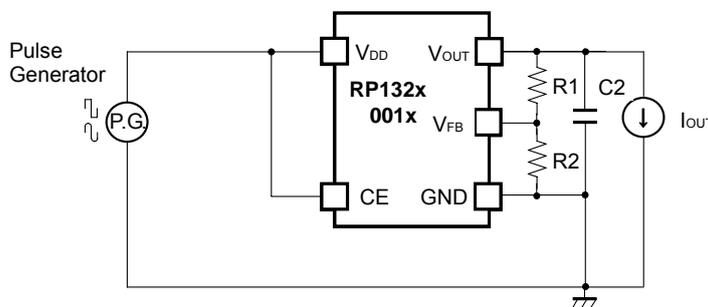 Pulse
Generator
P.G.
VDD
VOUT
RP132x
001x
VFB
R1
R2
C2
IOUT
CE
GND